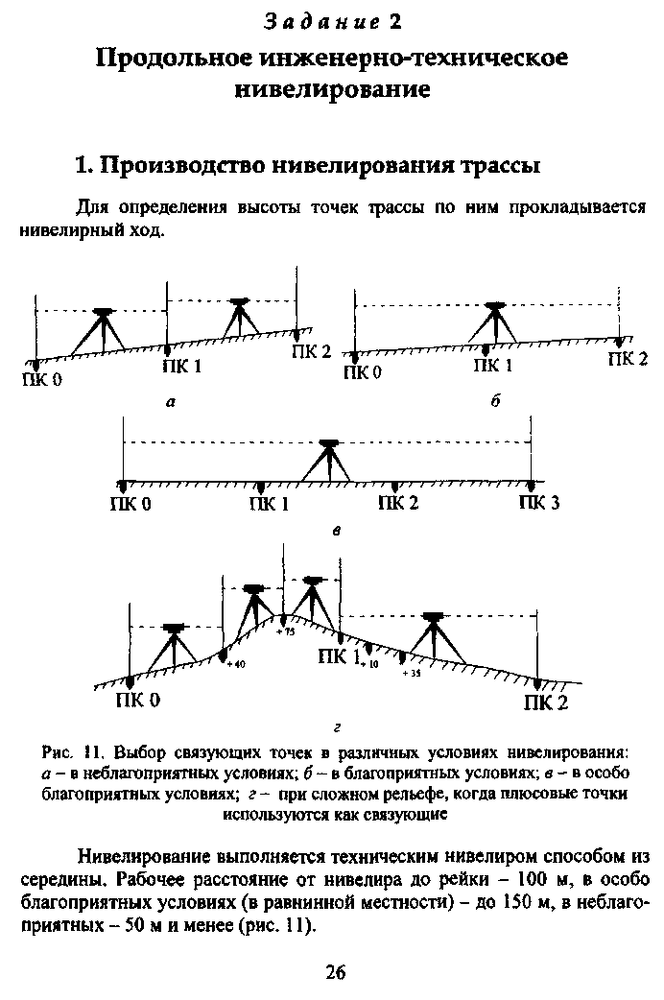 Задание 2
Продольное инженерно-техническое
нивелирование
1. Производство нивелирования трассы
Для определения высоты точек трассы по ним прокладывается
нивелирный ход.
ПК 0
ПК 1
ПК 2
а
ПК 0
ПК 1
ПК 2
б
ПК 0
ПК 1
ПК 2
ПК 3
в
ПК 0
+40
+75
ПК 1
+10
+35
ПК 2
г
Рис. 11. Выбор связующих точек в различных условиях нивелирования:
а – в неблагоприятных условиях; б – в благоприятных условиях; в – в особо
благоприятных условиях; г – при сложном рельефе, когда плюсовые точки
используются как связующие
Нивелирование выполняется техническим нивелиром способом из
середины. Рабочее расстояние от нивелира до рейки – 100 м, в особо
благоприятных условиях (в равнинной местности) – до 150 м, в неблаго-
приятных – 50 м и менее (рис. 11).
26